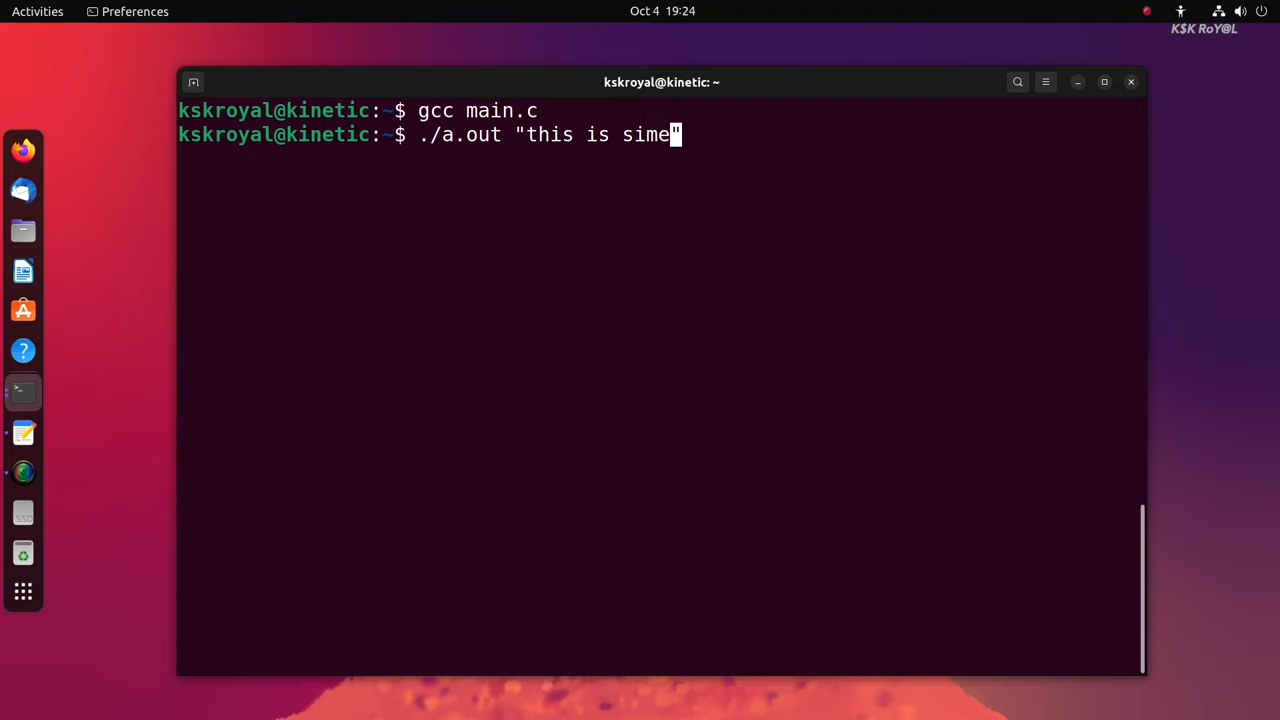 Activities Preferences Oct 4 19:24
K$K RoY@L
kskroyal@kinetic: ~
kskroyal@kinetic:~$ gcc main.c
kskroyal@kinetic:~$ ./a.out "this is sime"
SSD